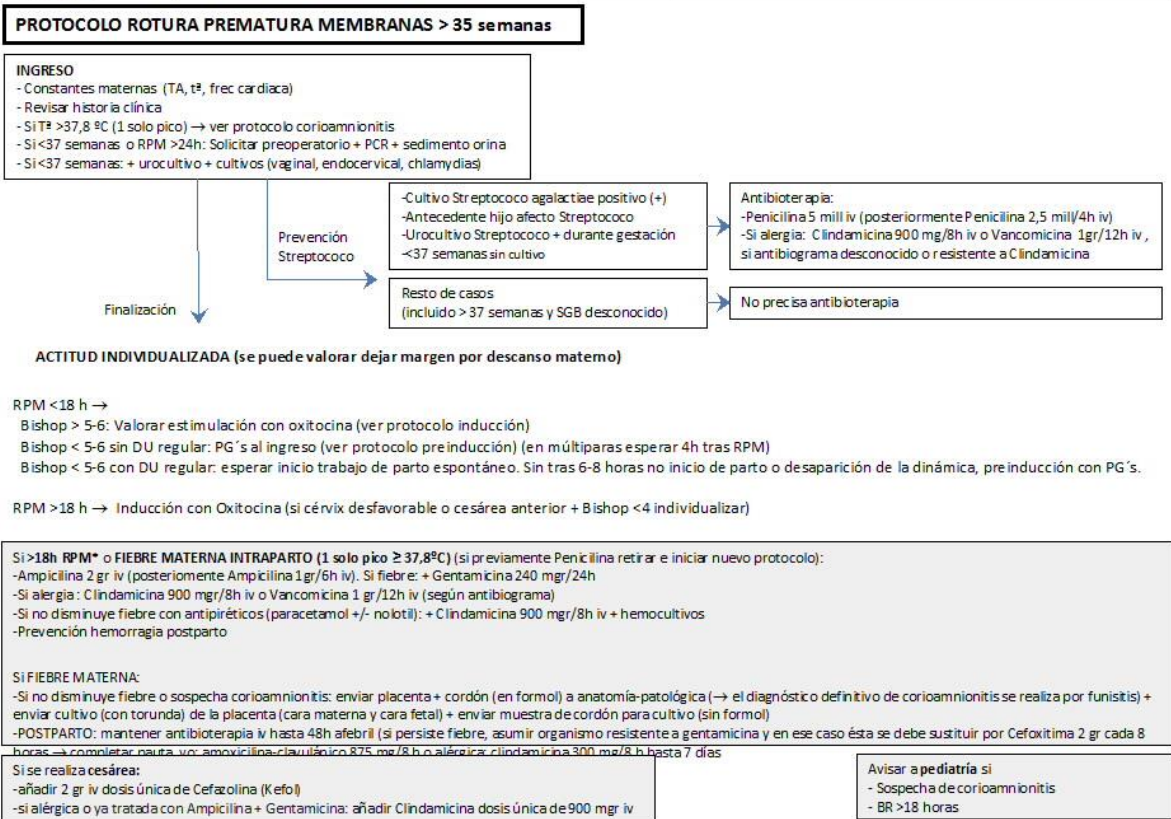 PROTOCOLO ROTURA PREMATURA MEMBRANAS > 35 semanas
INGRESO
- Constantes maternas (TA, tª, frec cardiaca)
- Revisar historia clínica
- Si Tª >37,8 ºC (1 solo pico) → ver protocolo corioamnionitis
- Si <37 semanas o RPM >24h: Solicitar preoperatorio + PCR + sedimento orina
- Si <37 semanas: + urocultivo + cultivos (vaginal, endocervical, chlamydias)
Prevención
Streptococo
-Cultivo Streptococo agalactiae positivo (+)
-Antecedente hijo afecto Streptococo
-Urocultivo Streptococo + durante gestación
-<37 semanas sin cultivo
Antibioterapia:
-Penicilina 5 mill iv (posteriormente Penicilina 2,5 mill/4h iv)
-Si alergia: Clindamicina 900 mg/8h iv o Vancomicina 1gr/12h iv ,
si antibiograma desconocido o resistente a Clindamicina
Resto de casos
(incluido > 37 semanas y SGB desconocido)
No precisa antibioterapia
Finalización
ACTITUD INDIVIDUALIZADA (se puede valorar dejar margen por descanso materno)
RPM <18 h →
Bishop > 5-6: Valorar estimulación con oxitocina (ver protocolo inducción)
Bishop < 5-6 sin DU regular: PG´s al ingreso (ver protocolo preinducción) (en multíparas esperar 4h tras RPM)
Bishop < 5-6 con DU regular: esperar inicio trabajo de parto espontáneo. Sin tras 6-8 horas no inicio de parto o desaparición de la dinámica, preinducción con PG´s.
RPM >18 h → Inducción con Oxitocina (si cérvix desfavorable o cesárea anterior + Bishop <4 individualizar)
Si >18h RPM* o FIEBRE MATERNA INTRAPARTO (1 solo pico ≥ 37,8ºC) (si previamente Penicilina retirar e iniciar nuevo protocolo):
-Ampicilina 2 gr iv (posteriomente Ampicilina 1gr/6h iv). Si fiebre: + Gentamicina 240 mgr/24h
-Si alergia : Clindamicina 900 mgr/8h iv o Vancomicina 1 gr/12h iv (según antibiograma)
-Si no disminuye fiebre con antipiréticos (paracetamol +/- nolotil): + Clindamicina 900 mgr/8h iv + hemocultivos
-Prevención hemorragia postparto
Si FIEBRE MATERNA:
-Si no disminuye fiebre o sospecha corioamnionitis: enviar placenta + cordón (en formol) a anatomía-patológica (→ el diagnóstico definitivo de corioamnionitis se realiza por funisitis) +
enviar cultivo (con torunda) de la placenta (cara materna y cara fetal) + enviar muestra de cordón para cultivo (sin formol)
-POSTPARTO: mantener antibioterapia iv hasta 48h afebril (si persiste fiebre, asumir organismo resistente a gentamicina y en ese caso ésta se debe sustituir por Cefoxitima 2 gr cada 8
horas → completar pauta vo: amoxicilina-clavulánico 875 mg/8 h o alérgica: clindamicina 300 mg/8 h hasta 7 días
Si se realiza cesárea:
-añadir 2 gr iv dosis única de Cefazolina (Kefol)
-si alérgica o ya tratada con Ampicilina + Gentamicina: añadir Clindamicina dosis única de 900 mgr iv
Avisar a pediatría si
- Sospecha de corioamnionitis
- BR >18 horas